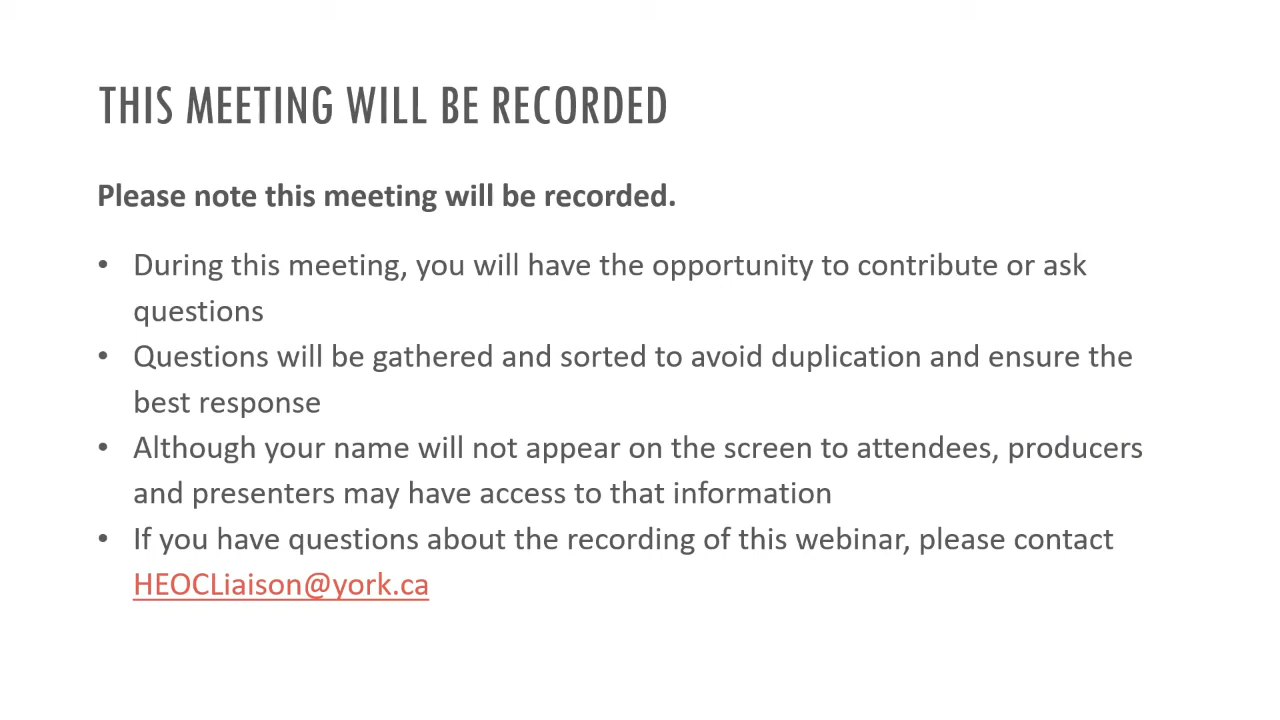 THIS MEETING WILL BE RECORDED
Please note this meeting will be recorded.
• During this meeting, you will have the opportunity to contribute or ask
questions
• Questions will be gathered and sorted to avoid duplication and ensure the
best response
• Although your name will not appear on the screen to attendees, producers
and presenters may have access to that information
• If you have questions about the recording of this webinar, please contact
HEOCLiaison@york.ca